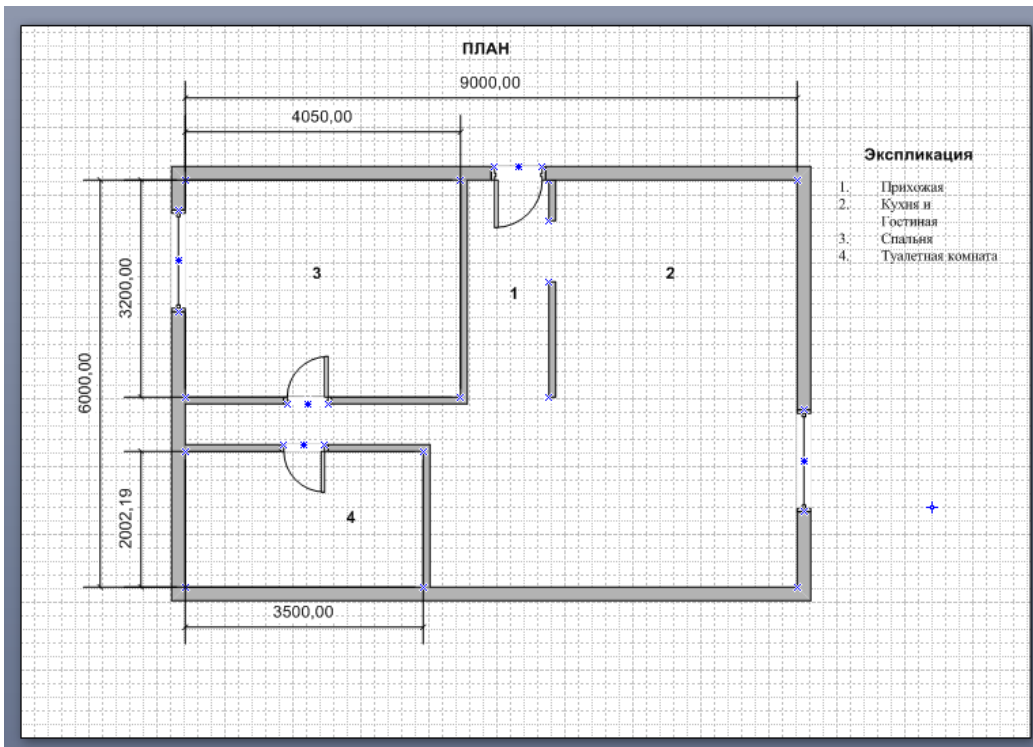 ПЛАН
9000,00
4050,00
Экспликация
1. Прихожая
2. Кухня и
Гостиная
3. Спальня
4. Туалетная комната
3200,00
6000,00
3
1
2
2002,19
4
3500,00